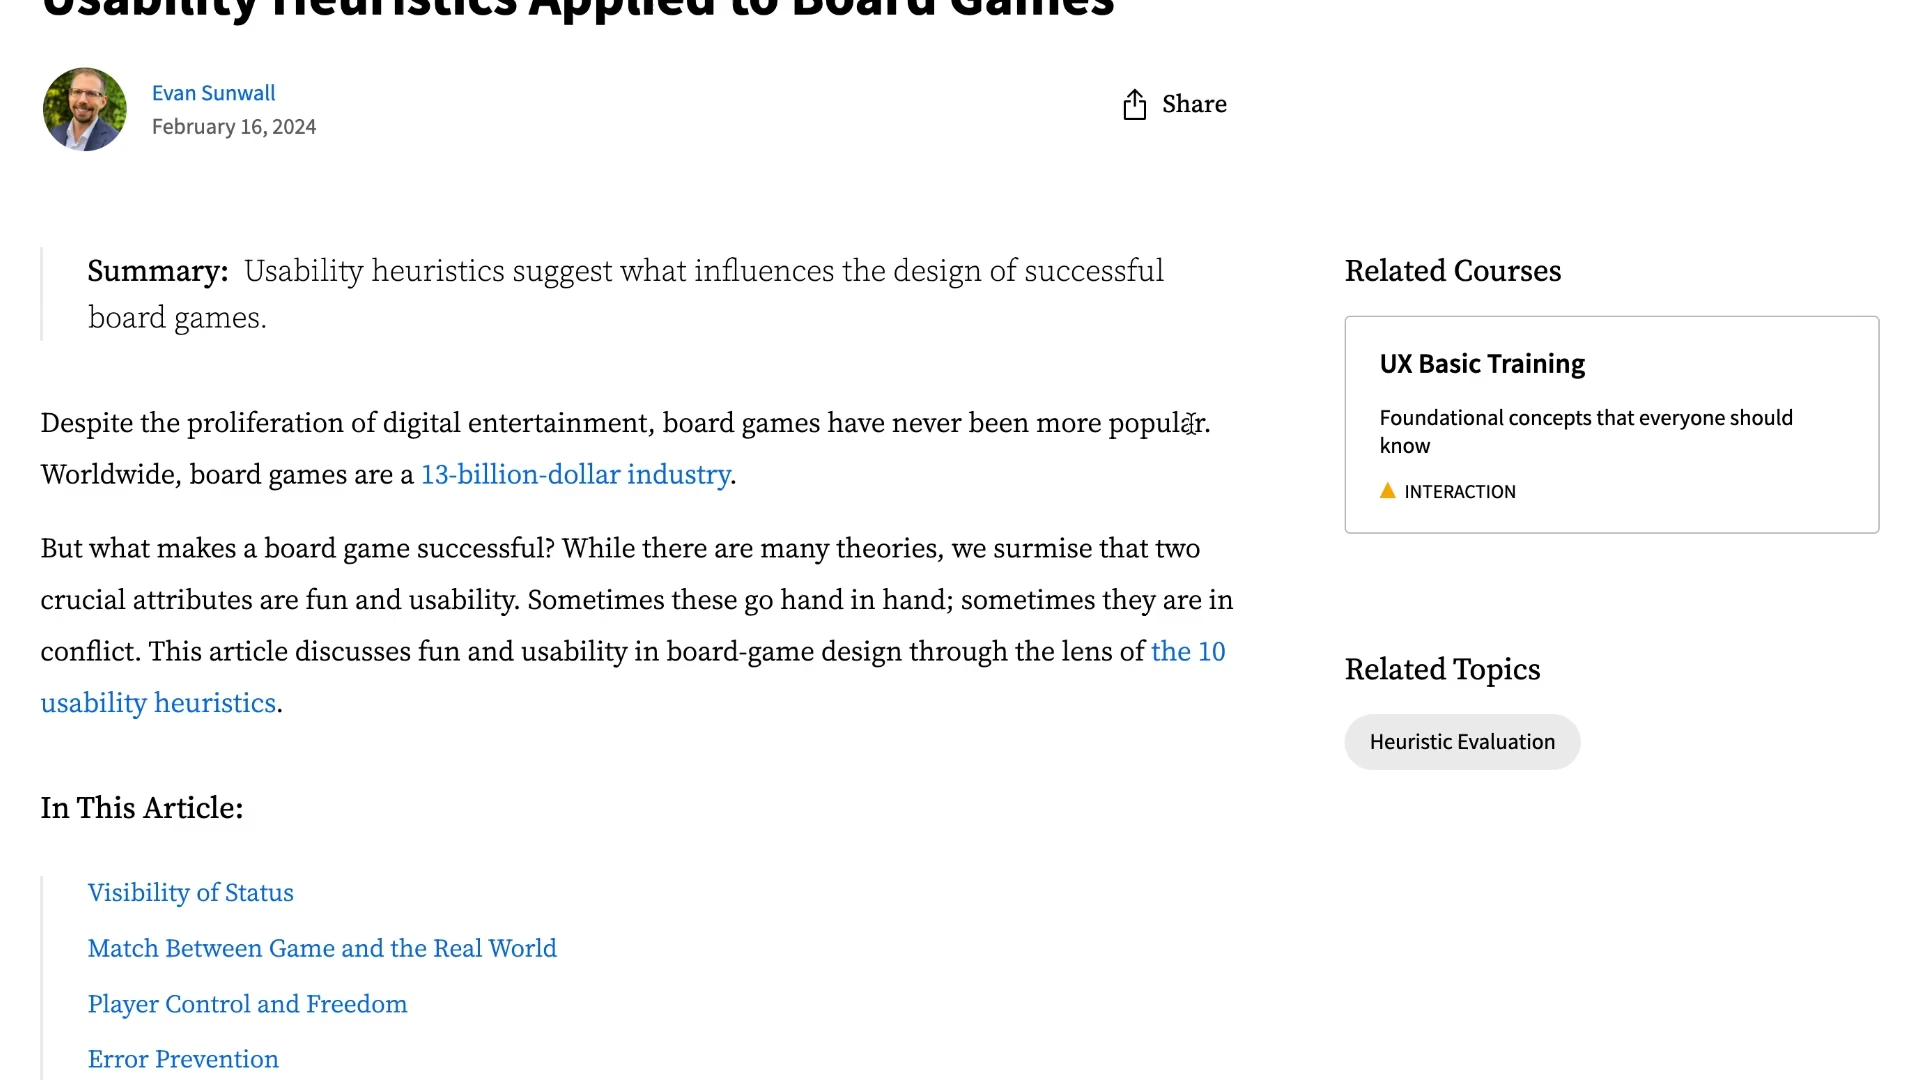 Usability Heuristics Applied to Board Games
Evan Sunwall
February 16, 2024
Share
Summary: Usability heuristics suggest what influences the design of successful
board games.
Despite the proliferation of digital entertainment, board games have never been more popular.
Worldwide, board games are a 13-billion-dollar industry.
But what makes a board game successful? While there are many theories, we surmise that two
crucial attributes are fun and usability. Sometimes these go hand in hand; sometimes they are in
conflict. This article discusses fun and usability in board-game design through the lens of the 10
usability heuristics.
In This Article:
Visibility of Status
Match Between Game and the Real World
Player Control and Freedom
Error Prevention
Related Courses
UX Basic Training
Foundational concepts that everyone should
know
INTERACTION
Related Topics
Heuristic Evaluation